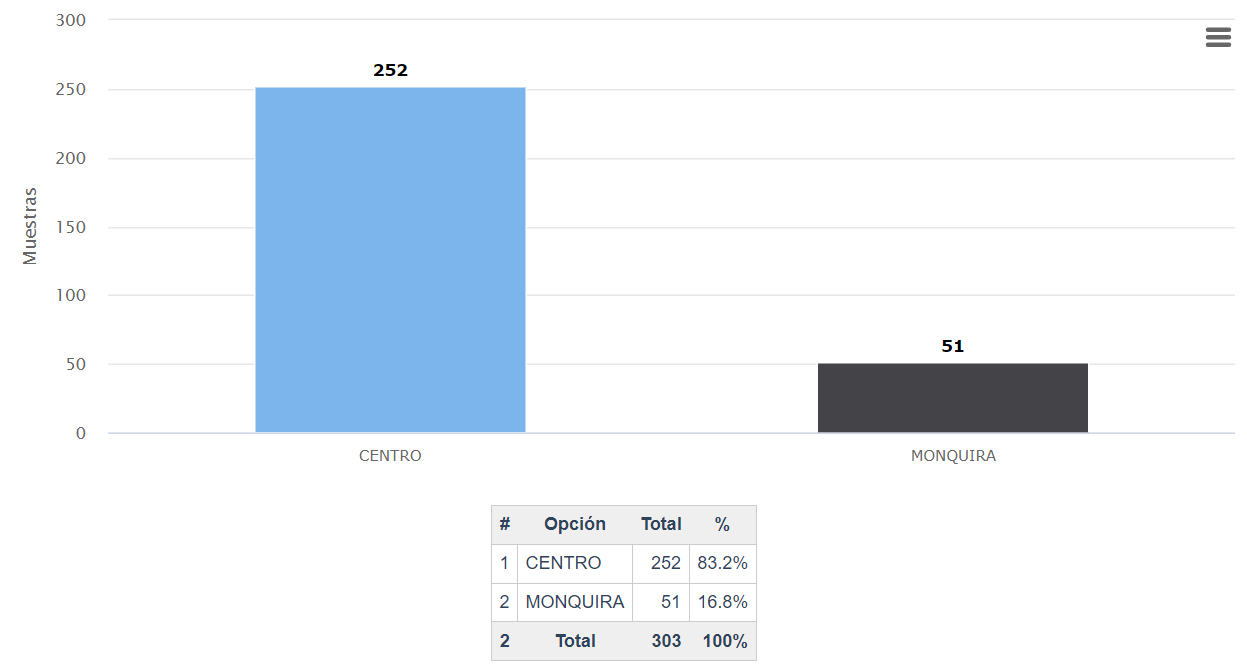 300
252
250
200
Muestras
150
100
51
50
0
CENTRO MONQUIRA
# Opción Total %
1 CENTRO 252 83.2%
2 MONQUIRA 51 16.8%
2 Total 303 100%